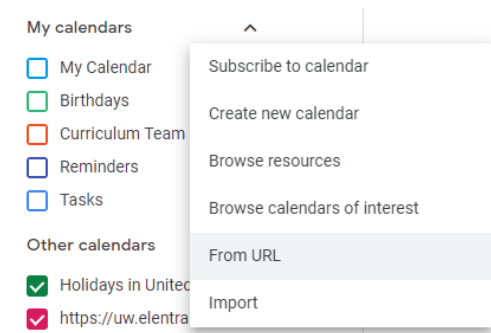 My calendars
My Calendar
Birthdays
Curriculum Team
Reminders
Tasks
Other calendars
Holidays in United
https://uw.elentra
Subscribe to calendar
Create new calendar
Browse resources
Browse calendars of interest
From URL
Import